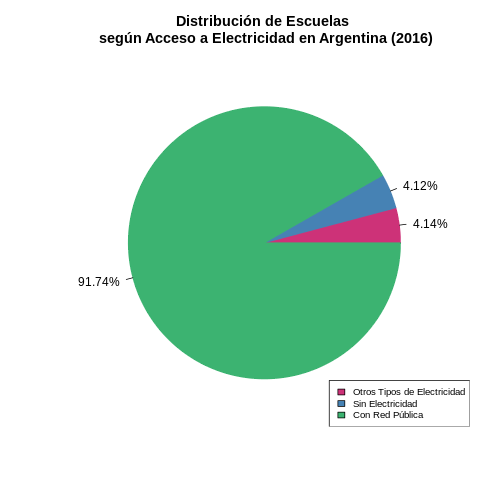 Distribución de Escuelas
según Acceso a Electricidad en Argentina (2016)
4.12%
4.14%
91.74%
Otros Tipos de Electricidad
Sin Electricidad
Con Red Pública